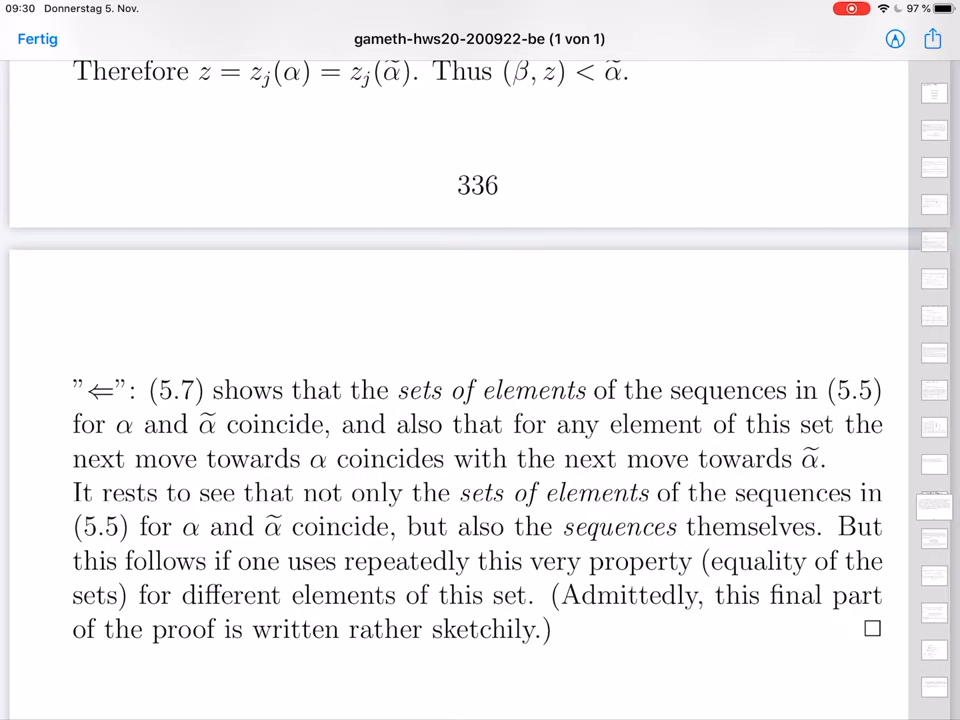 09:30 Donnerstag 5. Nov.
97 %
Fertig
gameth-hws20-200922-be (1 von 1)
Therefore z = z_j(α) = z_j(α̃). Thus (β, z) < α̃.
336
"⇐": (5.7) shows that the sets of elements of the sequences in (5.5)
for α and α̃ coincide, and also that for any element of this set the
next move towards α coincides with the next move towards α̃.
It rests to see that not only the sets of elements of the sequences in
(5.5) for α and α̃ coincide, but also the sequences themselves. But
this follows if one uses repeatedly this very property (equality of the
sets) for different elements of this set. (Admittedly, this final part
of the proof is written rather sketchily.) □